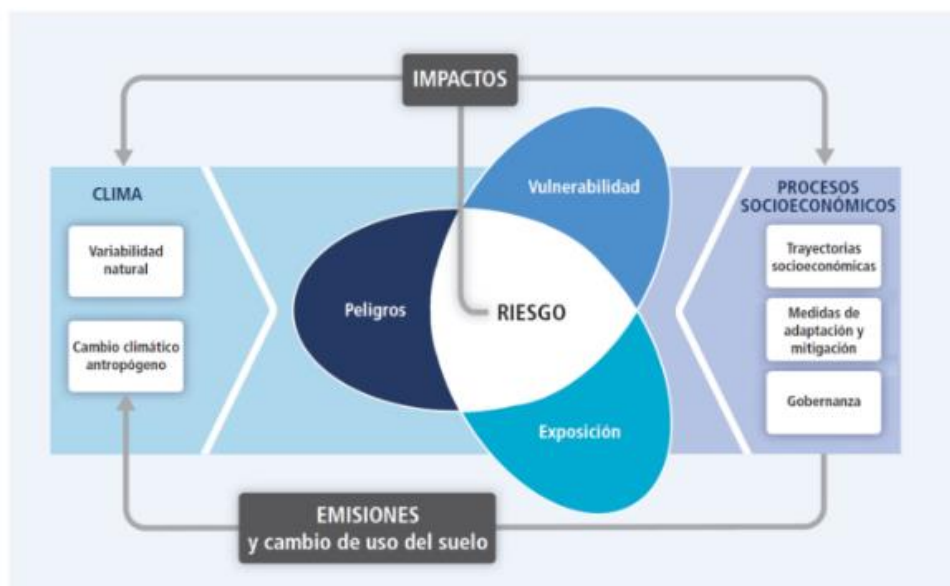 IMPACTOS
CLIMA
Variabilidad
natural
Cambio climático
antropógeno
Vulnerabilidad
Peligros
RIESGO
Exposición
PROCESOS
SOCIOECONÓMICOS
Trayectorias
socioeconómicas
Medidas de
adaptación y
mitigación
Gobernanza
EMISIONES
y cambio de uso del suelo